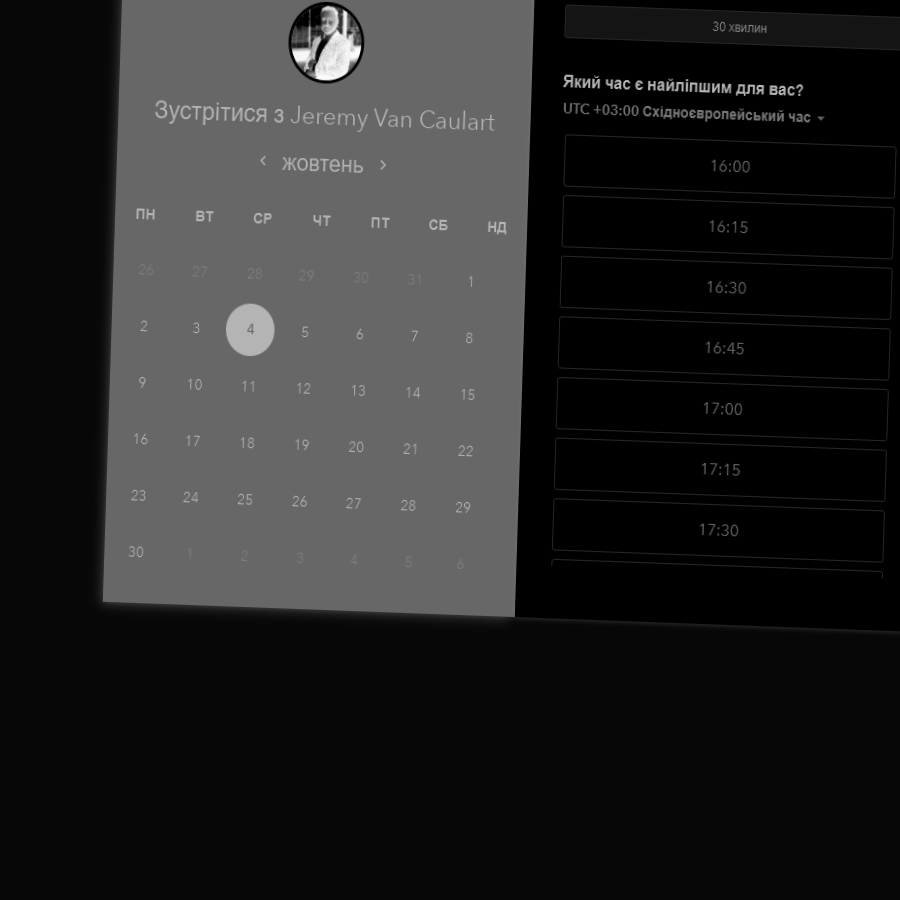 Зустрітися з Jeremy Van Caulart
жовтень
ПН ВТ СР ЧТ ПТ СБ НД
26 27 28 29 30 31 1
2 3 4 5 6 7 8
9 10 11 12 13 14 15
16 17 18 19 20 21 22
23 24 25 26 27 28 29
30 1 2 3 4 5 6
30 хвилин
Який час є найліпшим для вас?
UTC +03:00 Східноєвропейський час
16:00
16:15
16:30
16:45
17:00
17:15
17:30